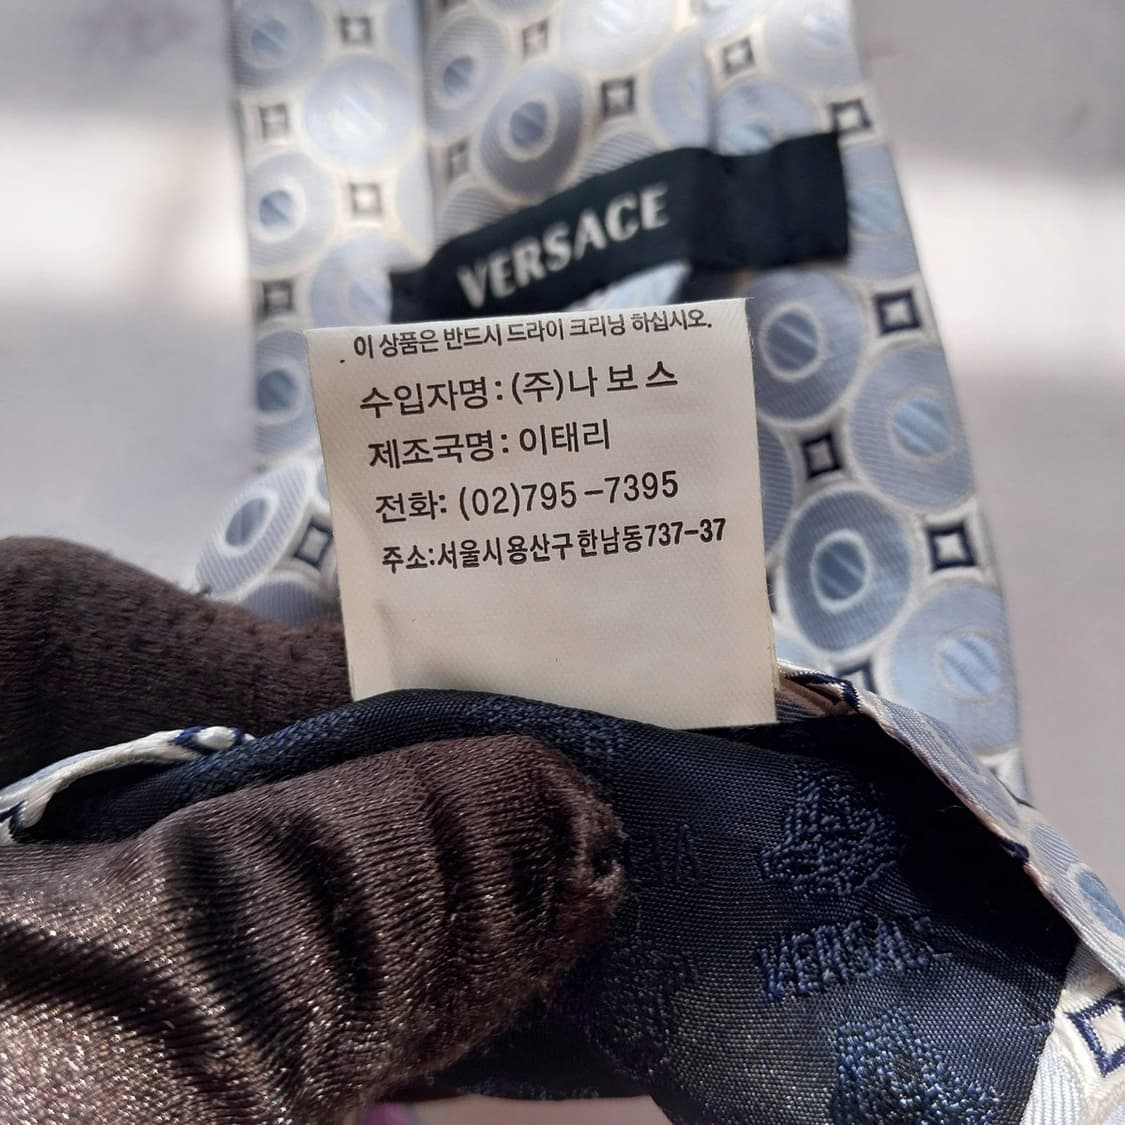 VERSACE
. 이 상품은 반드시 드라이 크리닝 하십시오.
수입자명: (주)나 보 스
제조국명: 이태리
전화: (02)795-7395
주소:서울시용산구한남동737-37
VERSACE